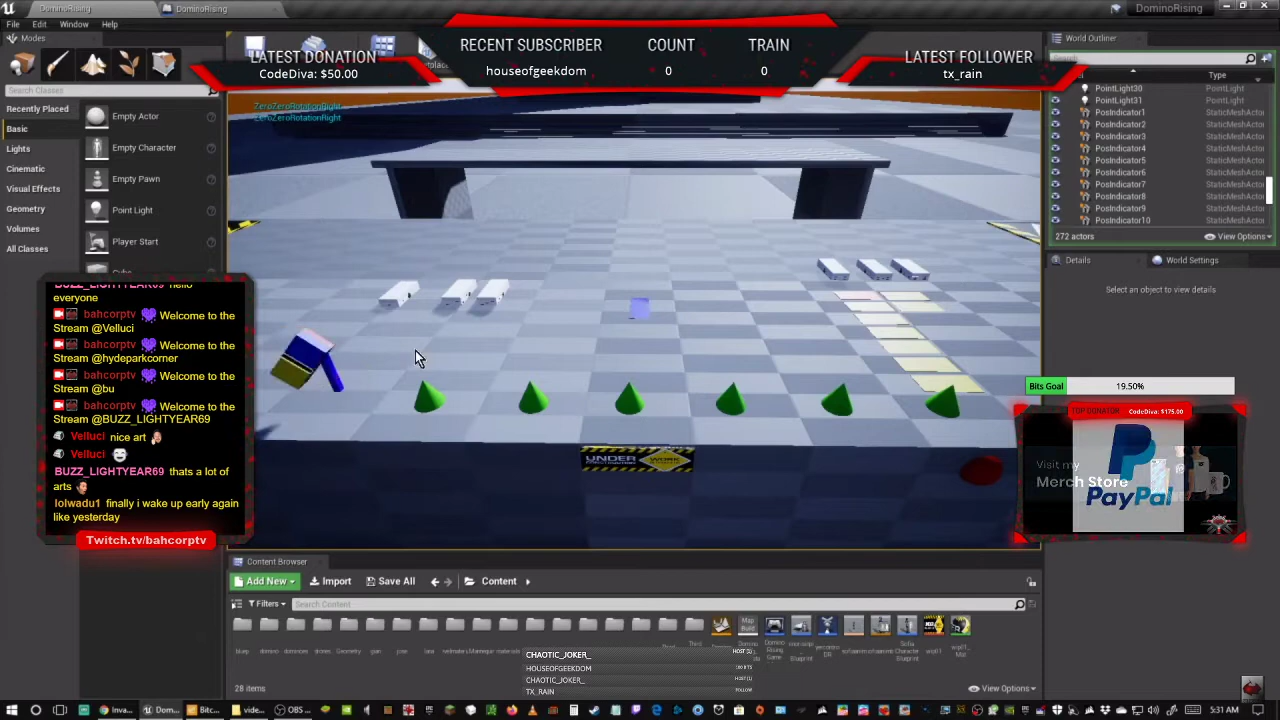 DominoRising
DominoRising
DominoRising
File
Edit
Window
Help
Modes
World Outliner
LATEST DONATION
CodeDiva: $50.00
RECENT SUBSCRIBER
COUNT
TRAIN
houseofgeekdom
0
0
LATEST FOLLOWER
tx_rain
Search Classes
Type
Recently Placed
Basic
Lights
Cinematic
Visual Effects
Geometry
Volumes
All Classes
Empty Actor
Empty Character
Empty Pawn
Point Light
Player Start
ZeroZeroRotationRight
ZeroZeroRotationRight
PointLight30 PointLight
PointLight31 PointLight
PosIndicator1 StaticMeshActor
PosIndicator2 StaticMeshActor
PosIndicator3 StaticMeshActor
PosIndicator4 StaticMeshActor
PosIndicator5 StaticMeshActor
PosIndicator6 StaticMeshActor
PosIndicator7 StaticMeshActor
PosIndicator8 StaticMeshActor
PosIndicator9 StaticMeshActor
PosIndicator10 StaticMeshActor
272 actors
View Options
Details
World Settings
Select an object to view details
BUZZ_LIGHTYEAR69 hello
everyone
bahcorptv Welcome to the
Stream @Velluci
bahcorptv Welcome to the
Stream @hydeparkcorner
bahcorptv Welcome to the
Stream @bu
bahcorptv Welcome to the
Stream @BUZZ_LIGHTYEAR69
Velluci nice art
Velluci
BUZZ_LIGHTYEAR69 thats a lot of
arts
lolwadu1 finally i wake up early again
like yesterday
Twitch.tv/bahcorptv
UNDER
WORK
Bits Goal
19.50%
TOP DONATOR
CodeDiva: $175.00
Visit my
Merch Store
PayPal
Content Browser
Add New
Import
Save All
Content
Filters
Search Content
CHAOTIC_JOKER_
HOUSEOFGEEKDOM
CHAOTIC_JOKER_
TX_RAIN
28 items
View Options
5:31 AM